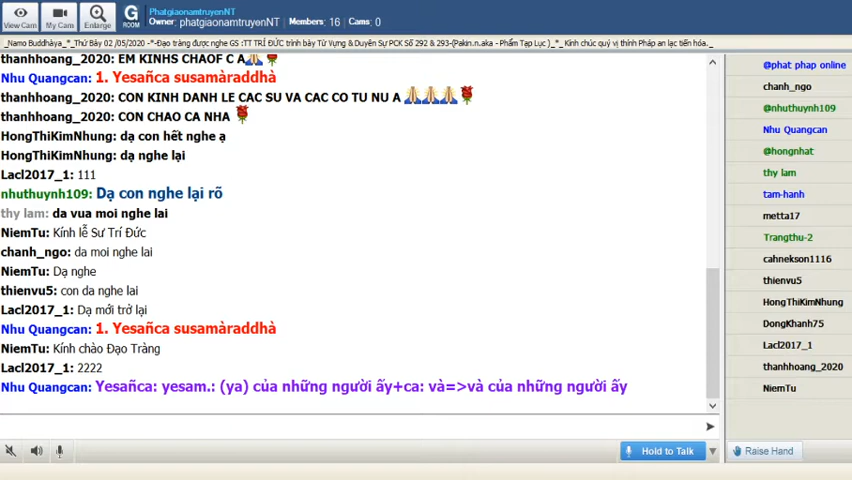 View Cam
My Cam
Enlarge
G
ROOM
PhatgiaonamtruyenNT
Owner: phatgiaonamtruyenNT Members: 16 Cams: 0
_Namo Buddhàya_*_Thứ Bảy 02 /05/2020 -*-Đạo tràng được nghe GS :TT TRÍ ĐỨC trình bày Từ Vựng & Duyên Sự PCK Số 292 & 293-(Pakin.n.aka - Phẩm Tạp Lục )_*_ Kính chúc quý vị thính Pháp an lạc tiến hóa._
thanhhoang_2020: EM KINHS CHAOF C A
Nhu Quangcan: 1. Yesañca susamàraddhà
thanhhoang_2020: CON KINH DANH LE CAC SU VA CAC CO TU NU A
thanhhoang_2020: CON CHAO CA NHA
HongThiKimNhung: dạ con hết nghe ạ
HongThiKimNhung: dạ nghe lại
Lacl2017_1: 111
nhuthuynh109: Dạ con nghe lại rõ
thy lam: da vua moi nghe lai
NiemTu: Kính lễ Sư Trí Đức
chanh_ngo: da moi nghe lai
NiemTu: Dạ nghe
thienvu5: con da nghe lai
Lacl2017_1: Dạ mới trở lại
Nhu Quangcan: 1. Yesañca susamàraddhà
NiemTu: Kính chào Đạo Tràng
Lacl2017_1: 2222
Nhu Quangcan: Yesañca: yesam.: (ya) của những người ấy+ca: và=>và của những người ấy
@phat phap online
chanh_ngo
@nhuthuynh109
Nhu Quangcan
@hongnhat
thy lam
tam-hanh
metta17
Trangthu-2
cahnekson1116
thienvu5
HongThiKimNhung
DongKhanh75
Lacl2017_1
thanhhoang_2020
NiemTu
Hold to Talk
Raise Hand